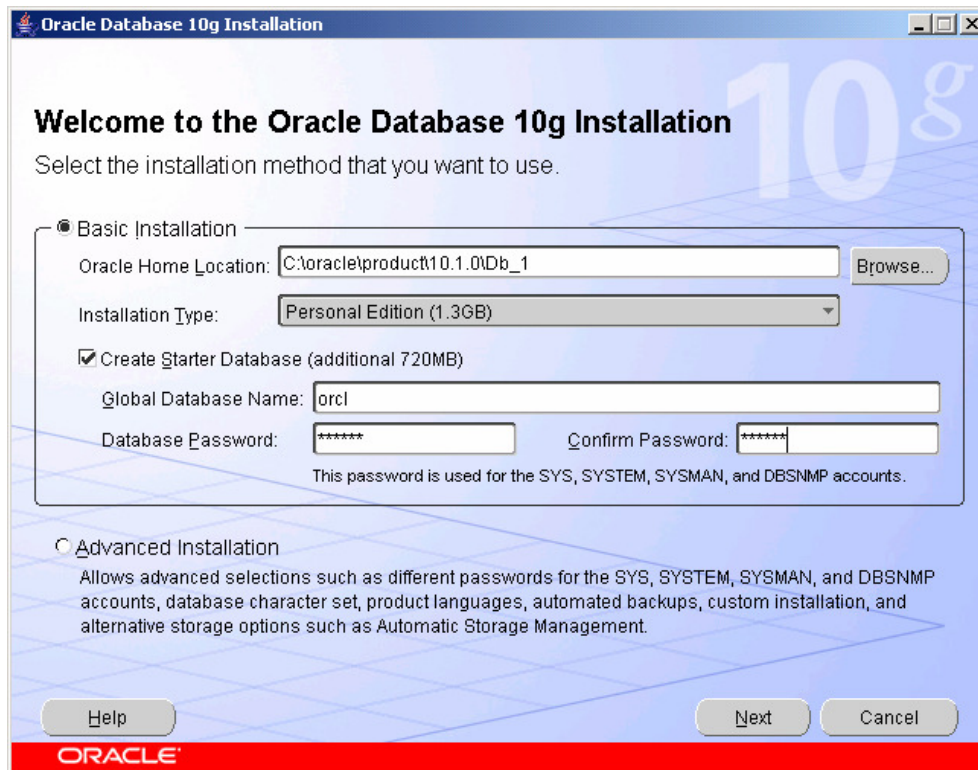 Oracle Database 10g Installation
10g
Welcome to the Oracle Database 10g Installation
Select the installation method that you want to use.
Basic Installation
Oracle Home Location: C:\oracle\product\10.1.0\Db_1 Browse...
Installation Type: Personal Edition (1.3GB)
Create Starter Database (additional 720MB)
Global Database Name: orcl
Database Password: ****** Confirm Password: ******
This password is used for the SYS, SYSTEM, SYSMAN, and DBSNMP accounts.
Advanced Installation
Allows advanced selections such as different passwords for the SYS, SYSTEM, SYSMAN, and DBSNMP
accounts, database character set, product languages, automated backups, custom installation, and
alternative storage options such as Automatic Storage Management.
Help Next Cancel
ORACLE